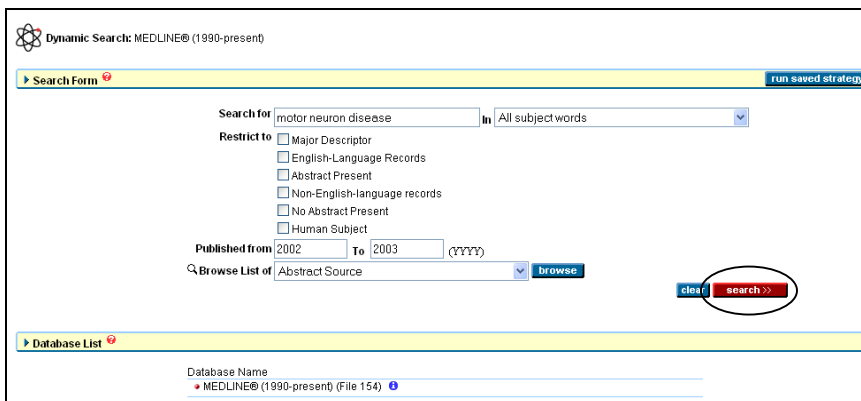 Dynamic Search: MEDLINE® (1990-present)
Search Form ? run saved strategy
Search for motor neuron disease In All subject words
Restrict to Major Descriptor
English-Language Records
Abstract Present
Non-English-language records
No Abstract Present
Human Subject
Published from 2002 To 2003 (YYYY)
Browse List of Abstract Source browse
clear search >>
Database List ?
Database Name
MEDLINE® (1990-present) (File 154) i